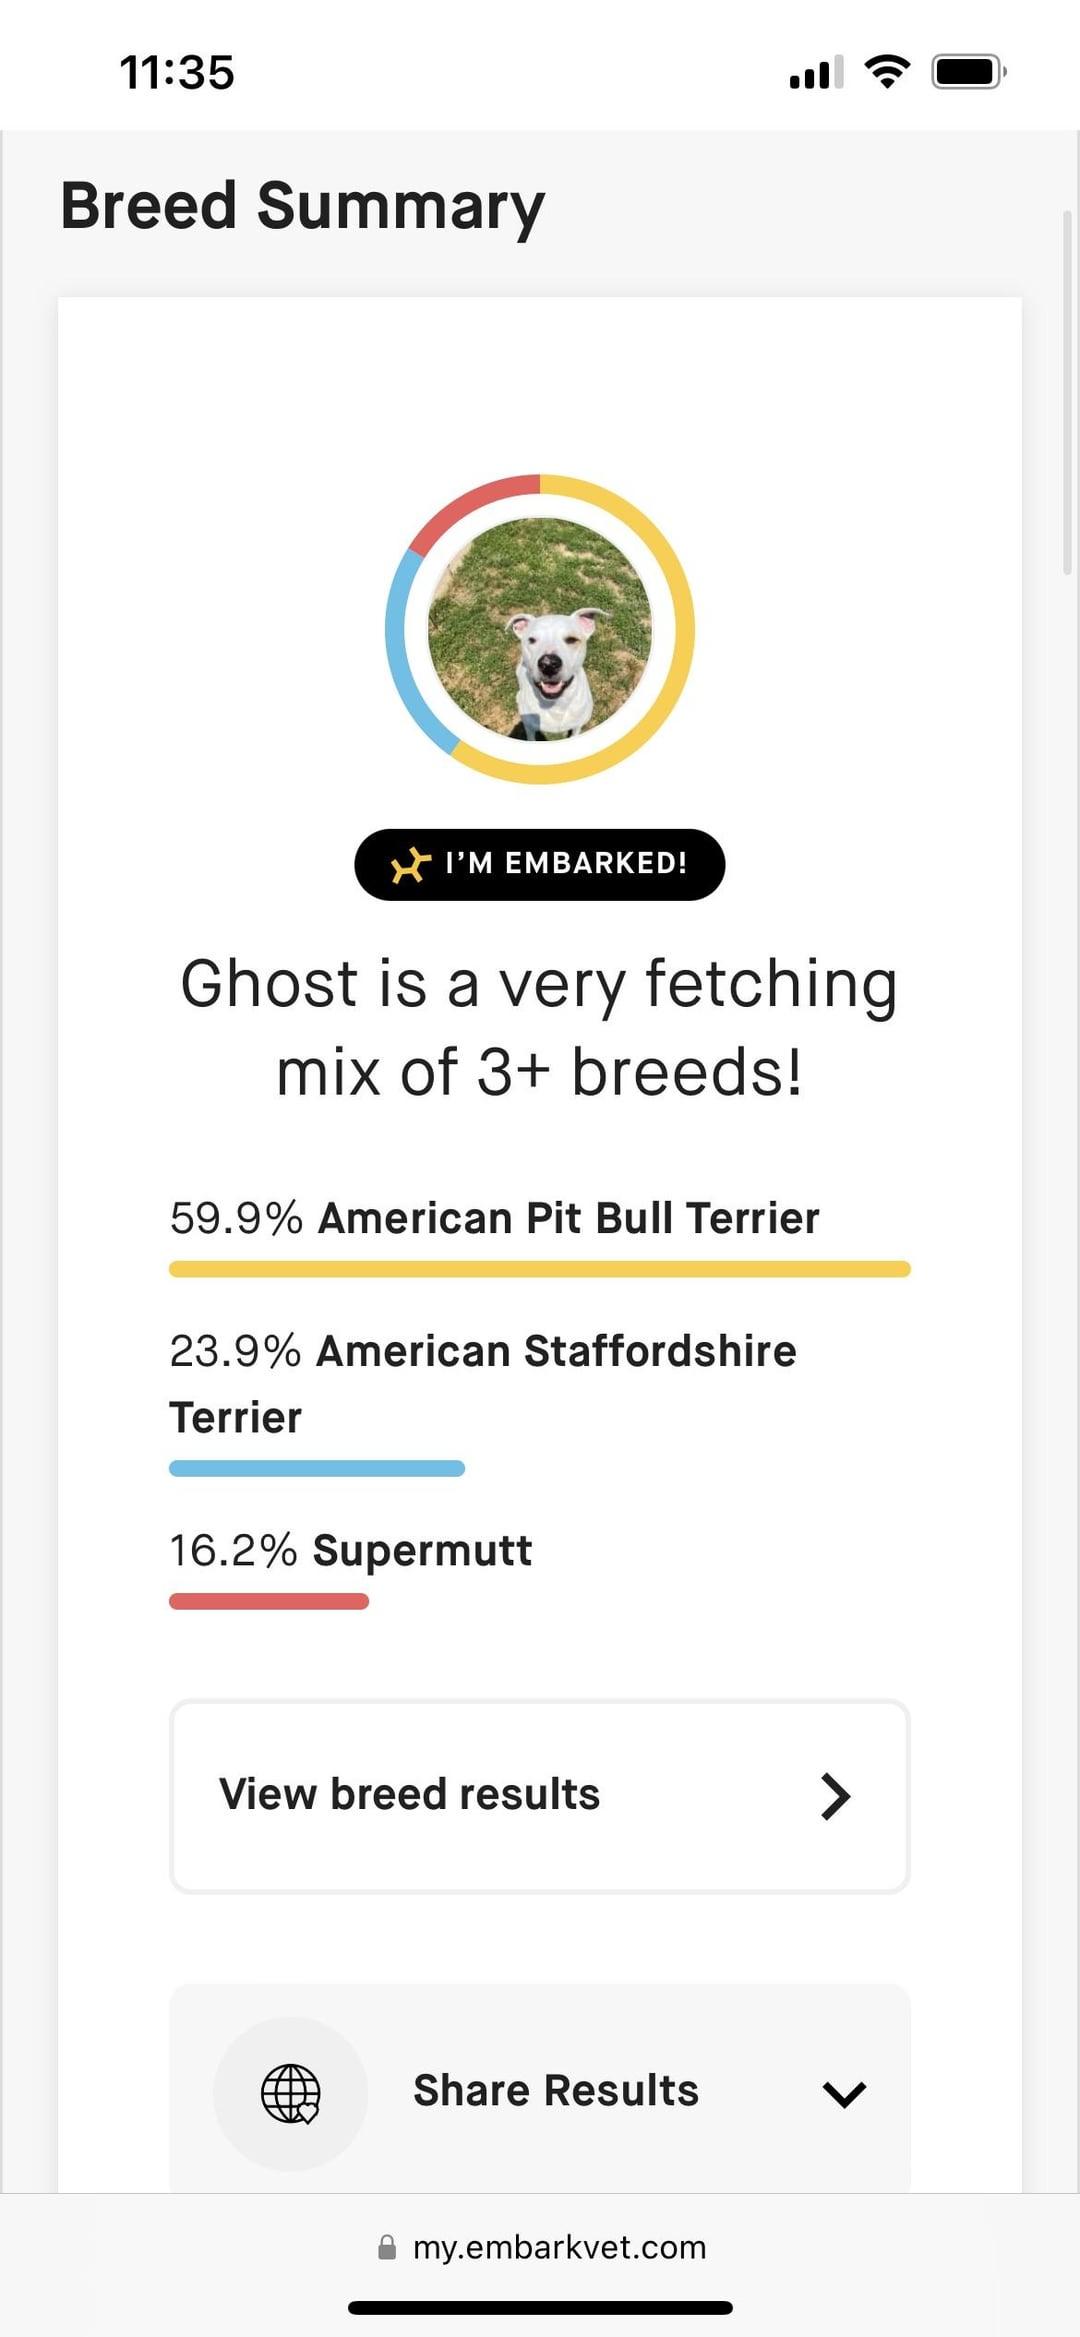 11:35
Breed Summary
I’M EMBARKED!
Ghost is a very fetching
mix of 3+ breeds!
59.9% American Pit Bull Terrier
23.9% American Staffordshire
Terrier
16.2% Supermutt
View breed results
Share Results
my.embarkvet.com